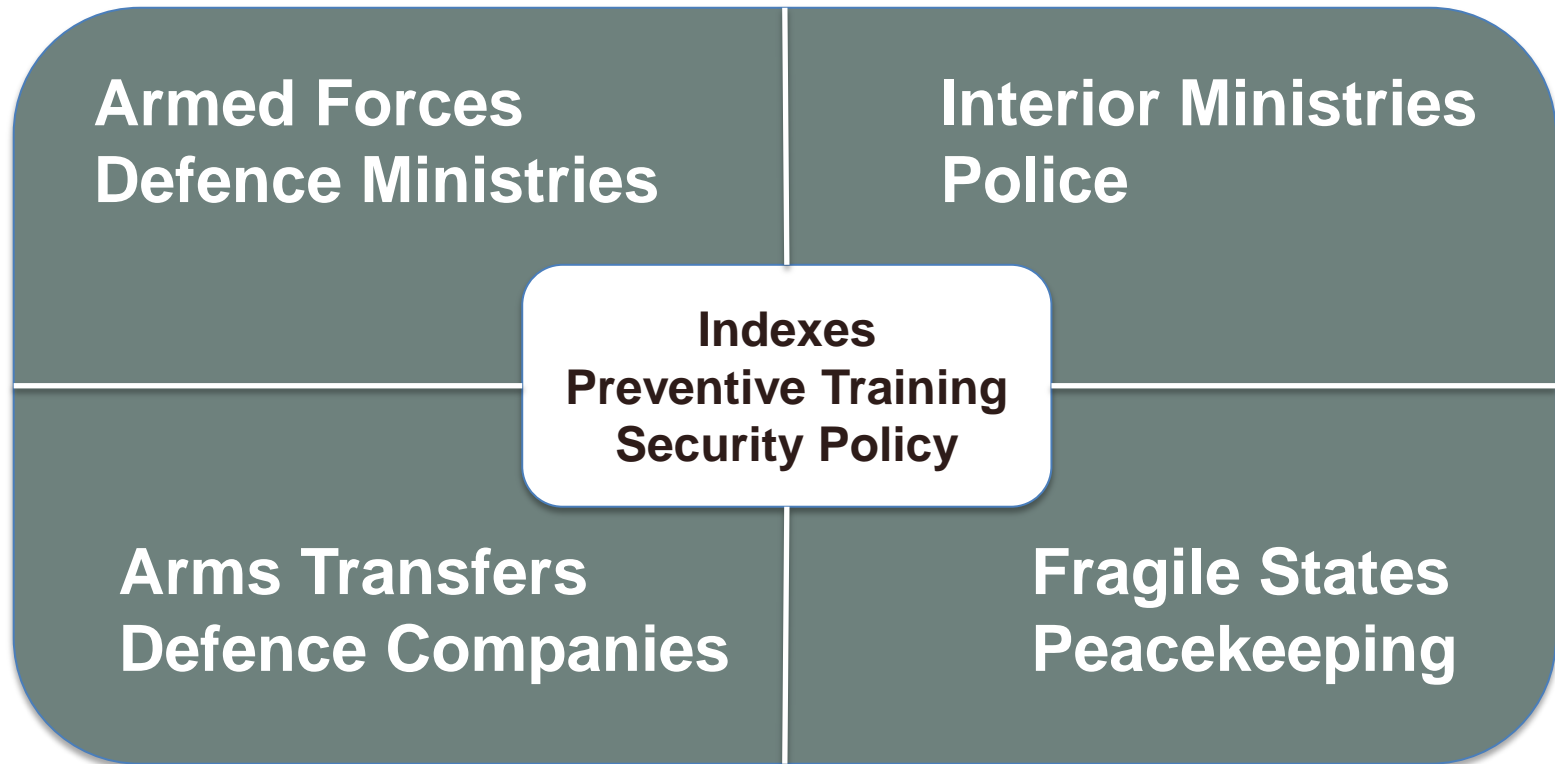 Armed Forces
Defence Ministries
Interior Ministries
Police
Indexes
Preventive Training
Security Policy
Arms Transfers
Defence Companies
Fragile States
Peacekeeping